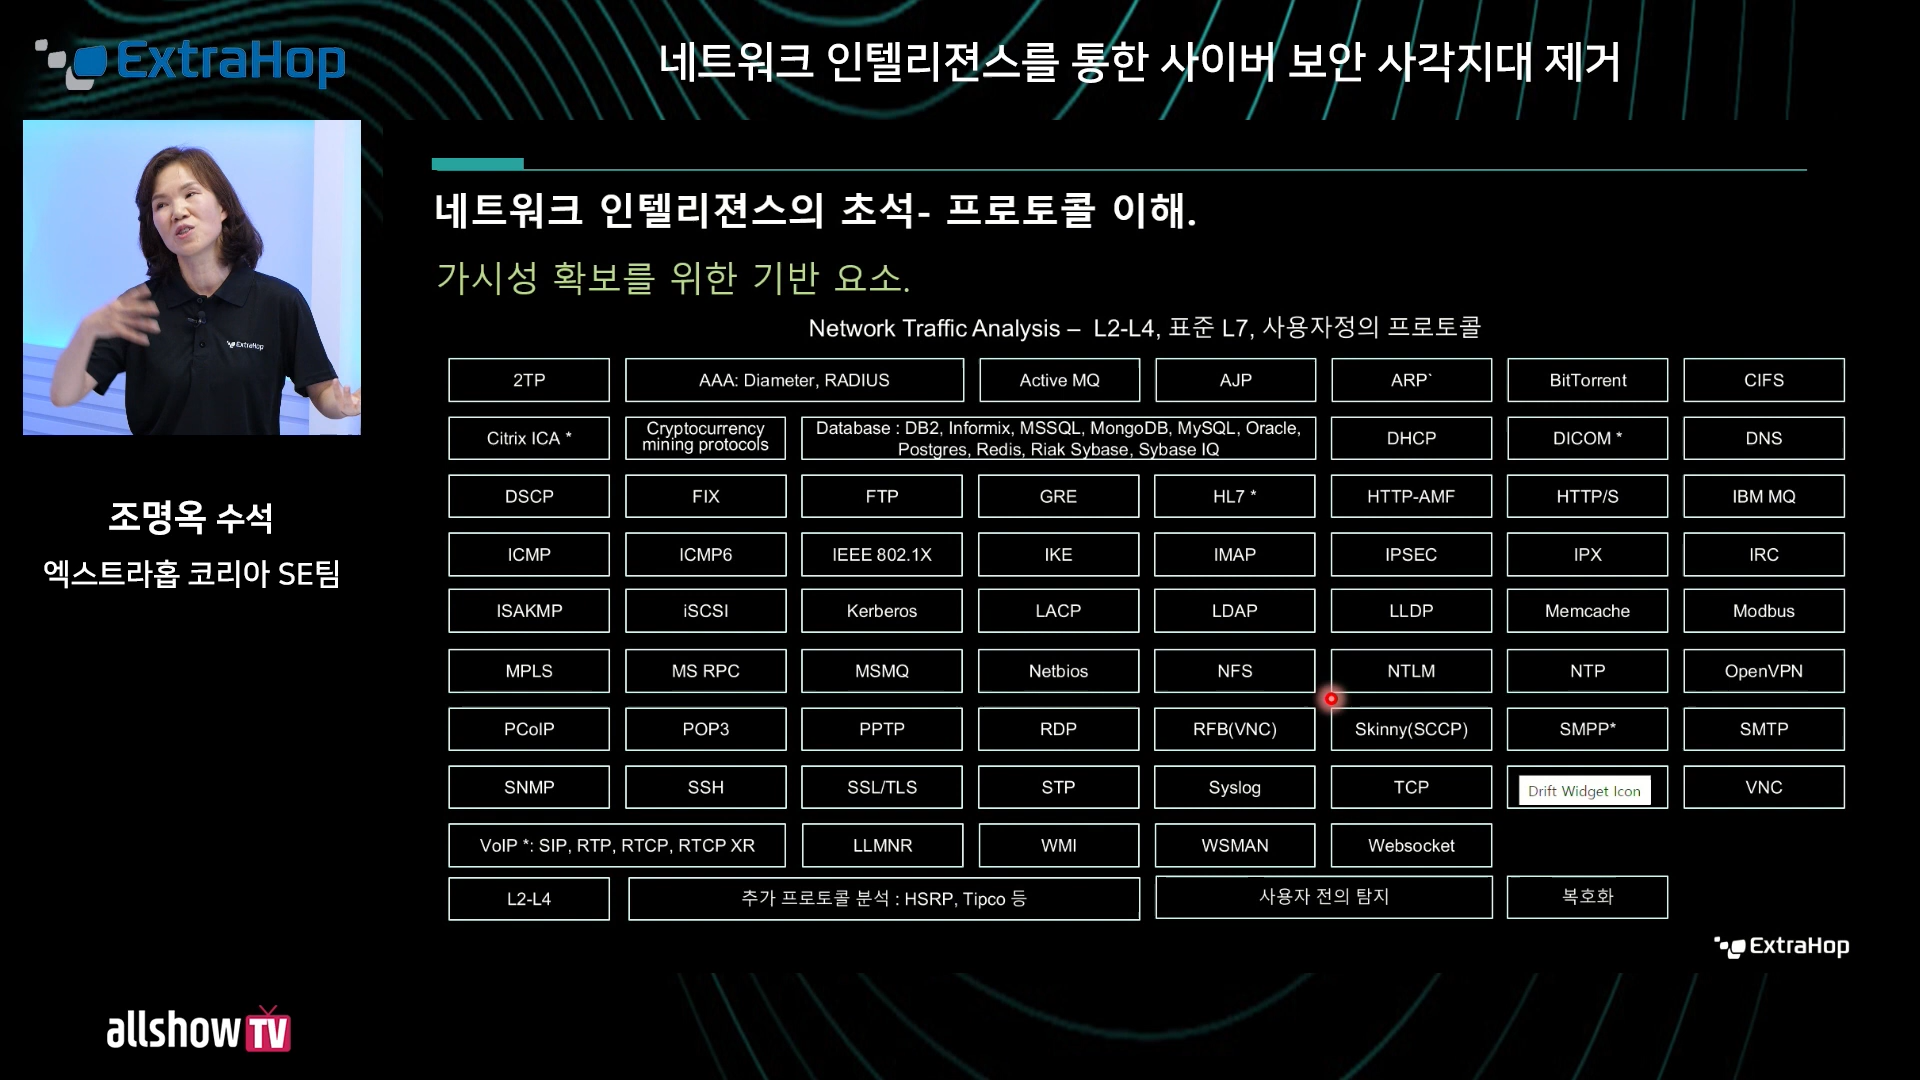 ExtraHop
네트워크 인텔리젼스를 통한 사이버 보안 사각지대 제거
ExtraHop
조명옥 수석
엑스트라홉 코리아 SE팀
네트워크 인텔리젼스의 초석- 프로토콜 이해.
가시성 확보를 위한 기반 요소.
Network Traffic Analysis – L2-L4, 표준 L7, 사용자정의 프로토콜
2TP
AAA: Diameter, RADIUS
Active MQ
AJP
ARP`
BitTorrent
CIFS
Citrix ICA *
Cryptocurrency
mining protocols
Database : DB2, Informix, MSSQL, MongoDB, MySQL, Oracle,
Postgres, Redis, Riak Sybase, Sybase IQ
DHCP
DICOM *
DNS
DSCP
FIX
FTP
GRE
HL7 *
HTTP-AMF
HTTP/S
IBM MQ
ICMP
ICMP6
IEEE 802.1X
IKE
IMAP
IPSEC
IPX
IRC
ISAKMP
iSCSI
Kerberos
LACP
LDAP
LLDP
Memcache
Modbus
MPLS
MS RPC
MSMQ
Netbios
NFS
NTLM
NTP
OpenVPN
PCoIP
POP3
PPTP
RDP
RFB(VNC)
Skinny(SCCP)
SMPP*
SMTP
SNMP
SSH
SSL/TLS
STP
Syslog
TCP
Drift Widget Icon
VNC
VoIP *: SIP, RTP, RTCP, RTCP XR
LLMNR
WMI
WSMAN
Websocket
L2-L4
추가 프로토콜 분석 : HSRP, Tipco 등
사용자 전의 탐지
복호화
ExtraHop
allshow TV